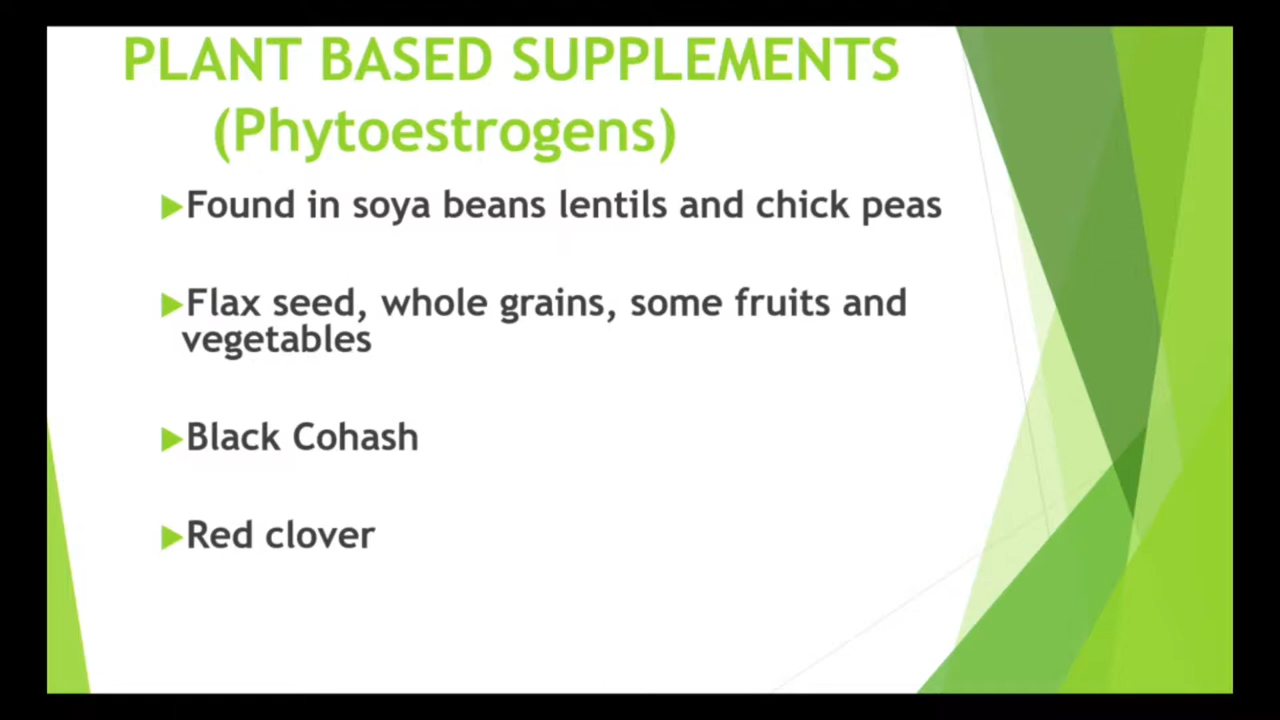 PLANT BASED SUPPLEMENTS
(Phytoestrogens)
Found in soya beans lentils and chick peas
Flax seed, whole grains, some fruits and
vegetables
Black Cohash
Red clover